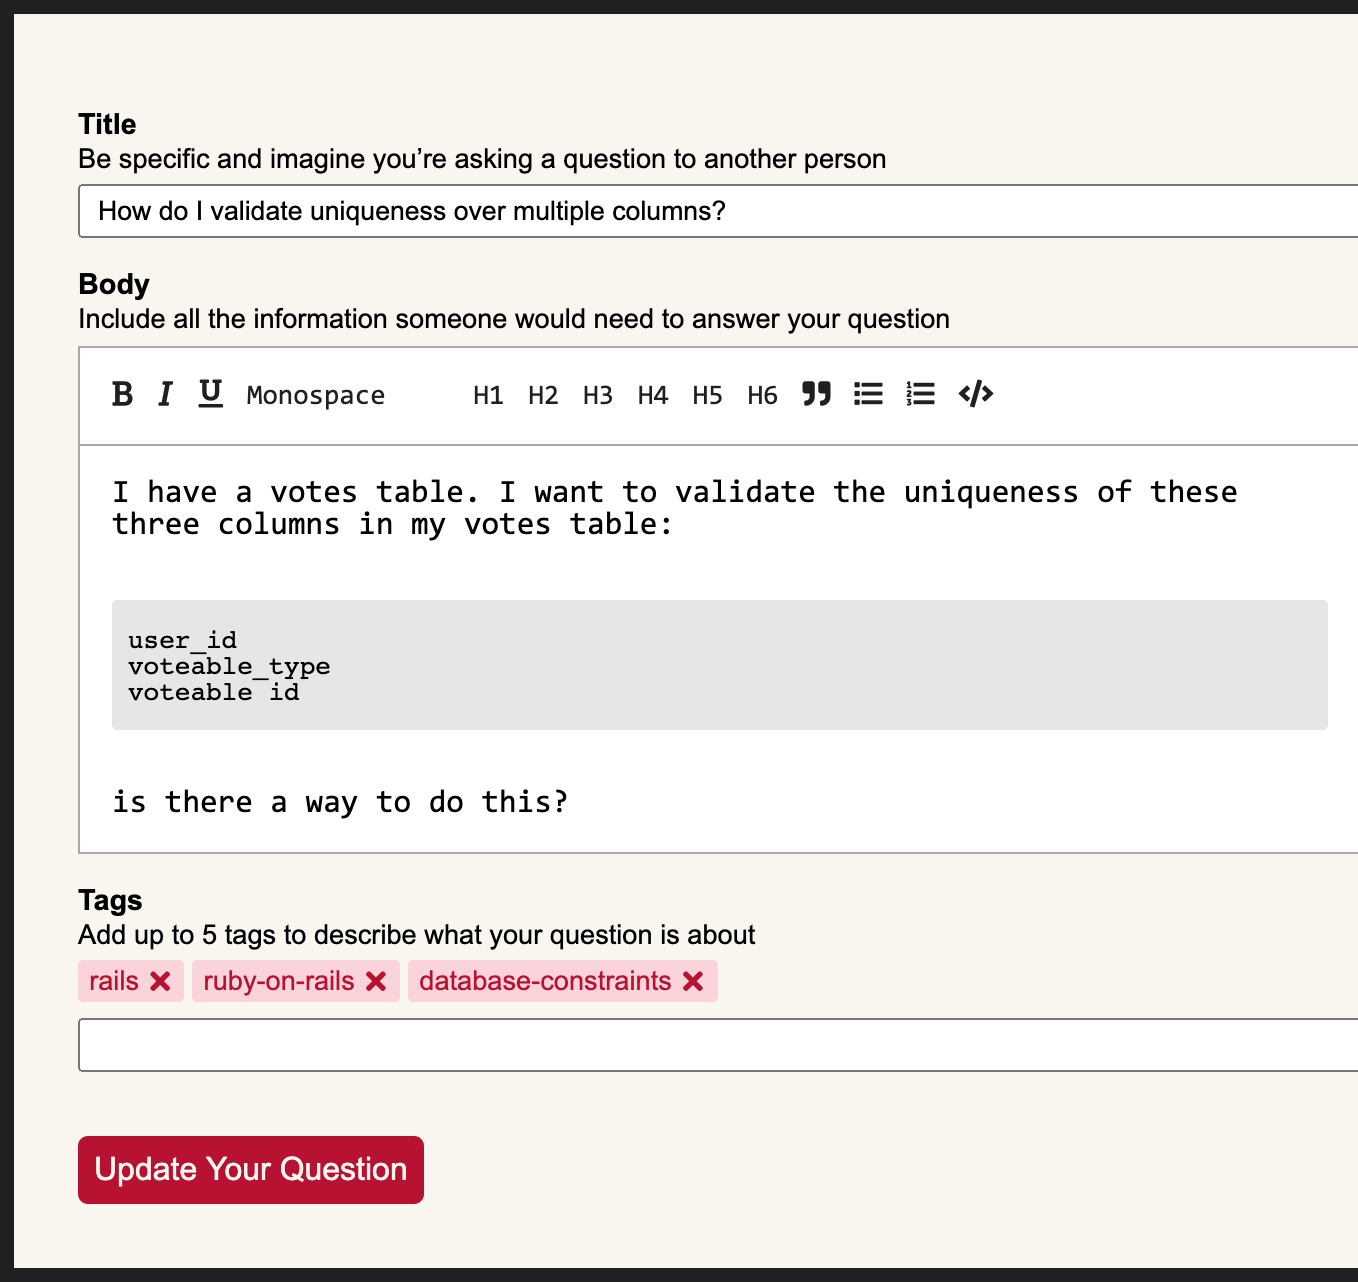 Title
Be specific and imagine you’re asking a question to another person
How do I validate uniqueness over multiple columns?
Body
Include all the information someone would need to answer your question
B I U Monospace H1 H2 H3 H4 H5 H6 ❞ </>
I have a votes table. I want to validate the uniqueness of these
three columns in my votes table:
user_id
voteable_type
voteable id
is there a way to do this?
Tags
Add up to 5 tags to describe what your question is about
rails ✖ ruby-on-rails ✖ database-constraints ✖
Update Your Question